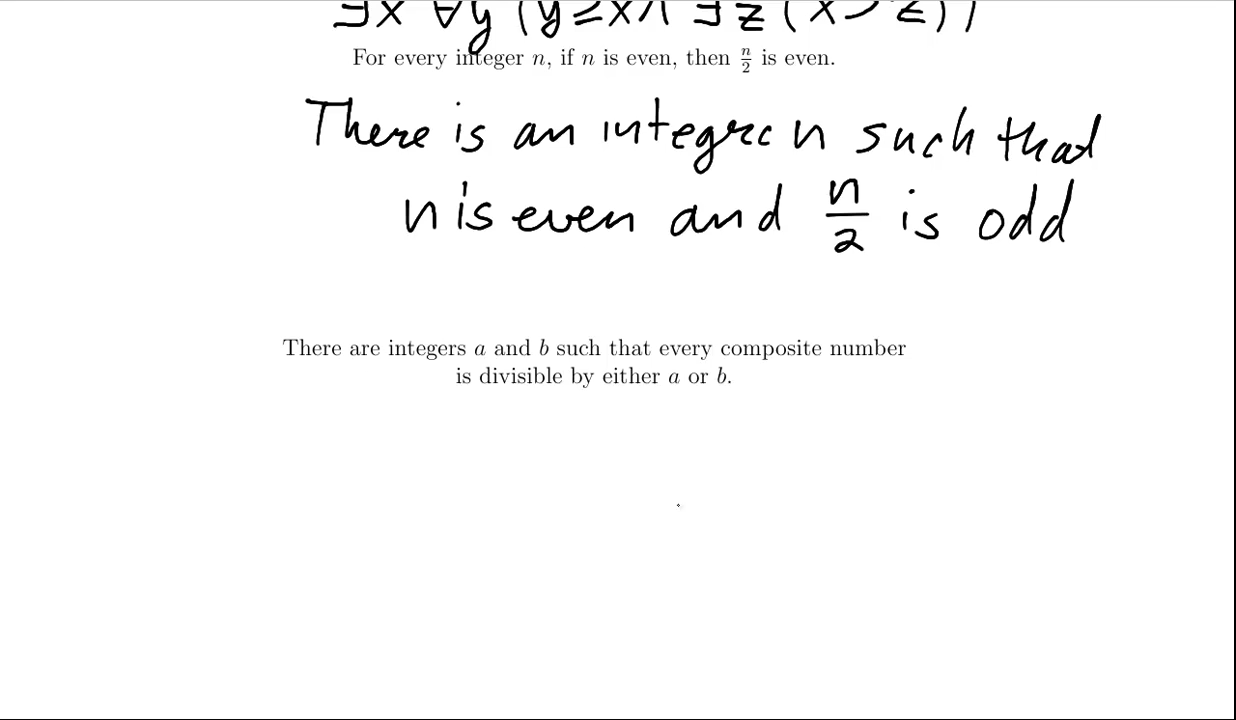 ∃x ∀y (y≥x ∧ ∃z(
For every integer n, if n is even, then n/2 is even.
There is an integer n such that
n is even and n/2 is odd
There are integers a and b such that every composite number
is divisible by either a or b.